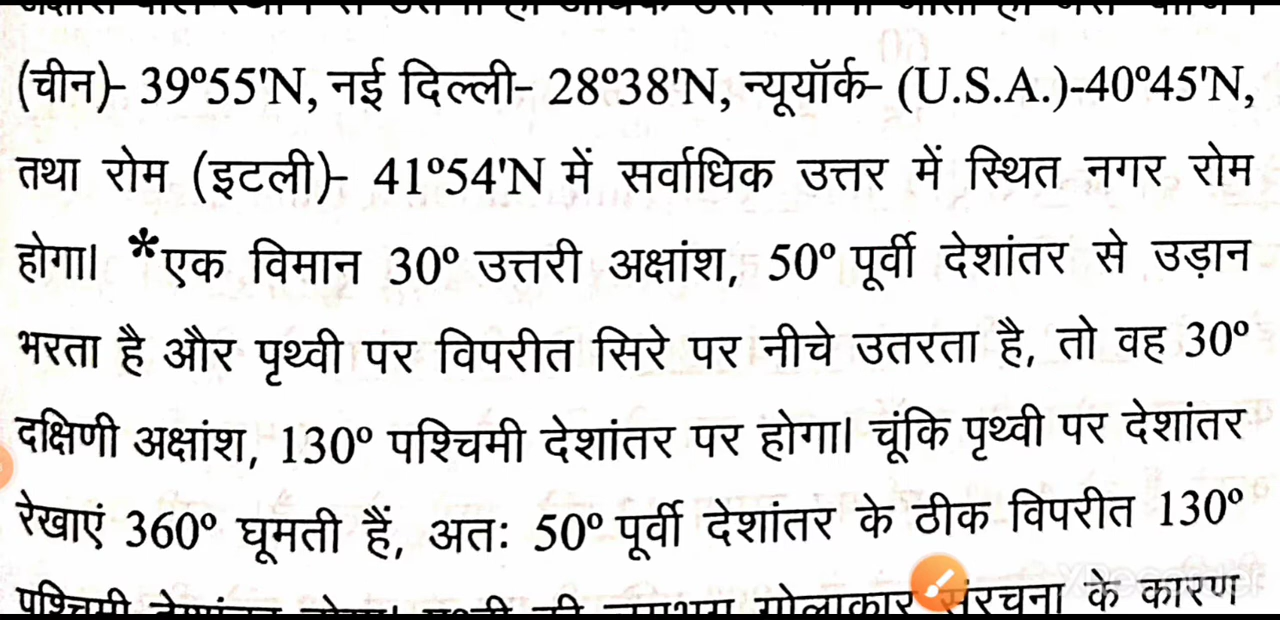 (चीन)- 39°55'N, नई दिल्ली- 28°38'N, न्यूयॉर्क- (U.S.A.)-40°45'N,
तथा रोम (इटली)- 41°54'N में सर्वाधिक उत्तर में स्थित नगर रोम
होगा। *एक विमान 30° उत्तरी अक्षांश, 50° पूर्वी देशांतर से उड़ान
भरता है और पृथ्वी पर विपरीत सिरे पर नीचे उतरता है, तो वह 30°
दक्षिणी अक्षांश, 130° पश्चिमी देशांतर पर होगा। चूंकि पृथ्वी पर देशांतर
रेखाएं 360° घूमती हैं, अतः 50° पूर्वी देशांतर के ठीक विपरीत 130°
गोलाकार संरचना के कारण